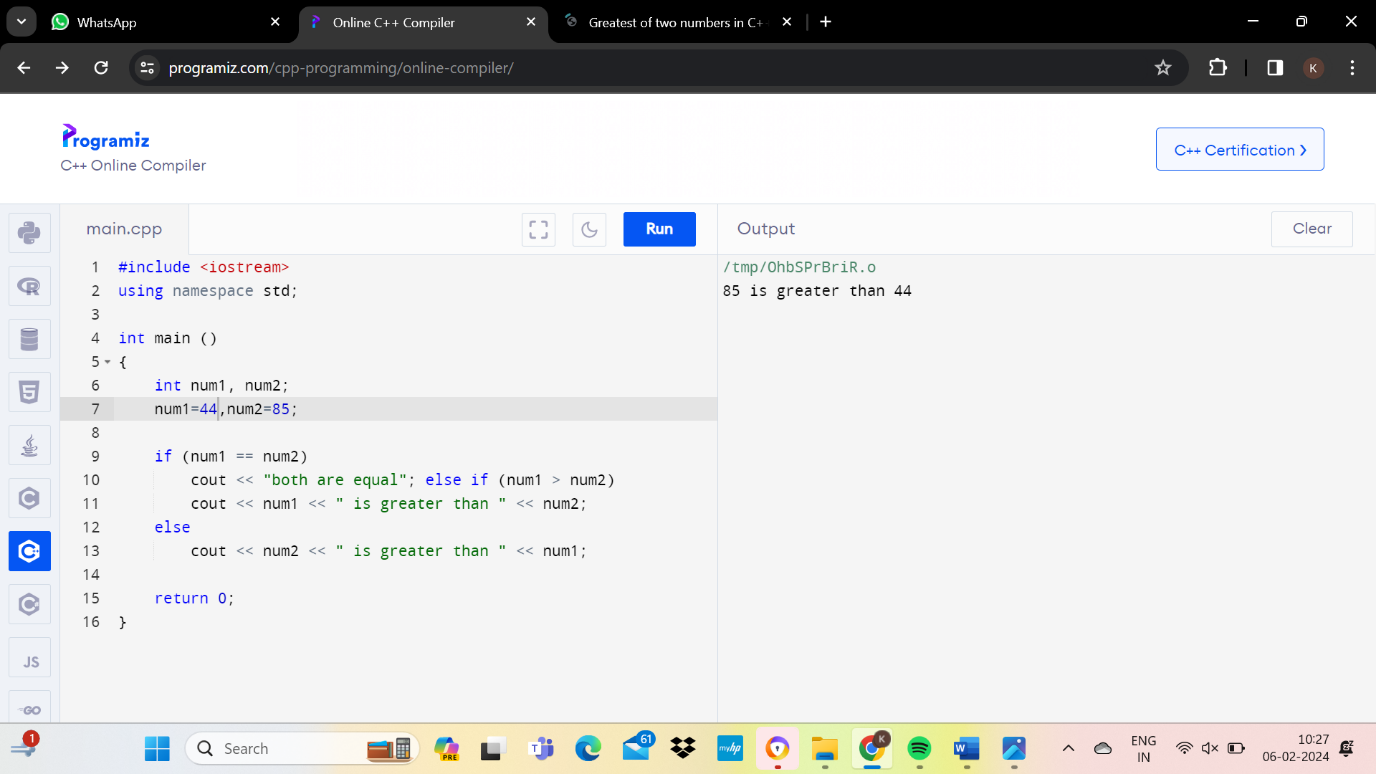 WhatsApp
Online C++ Compiler
Greatest of two numbers in C+
programiz.com/cpp-programming/online-compiler/
K
Programiz
C++ Online Compiler
C++ Certification
main.cpp
Run
Output
Clear
1 #include <iostream>
2 using namespace std;
3
4 int main ()
5 {
6 int num1, num2;
7 num1=44,num2=85;
8
9 if (num1 == num2)
10 cout << "both are equal"; else if (num1 > num2)
11 cout << num1 << " is greater than " << num2;
12 else
13 cout << num2 << " is greater than " << num1;
14
15 return 0;
16 }
/tmp/OhbSPrBriR.o
85 is greater than 44
R
5
C
C
C
JS
GO
1
Search
PRE
T
61
myhp
K
W
ENG
IN
10:27
06-02-2024